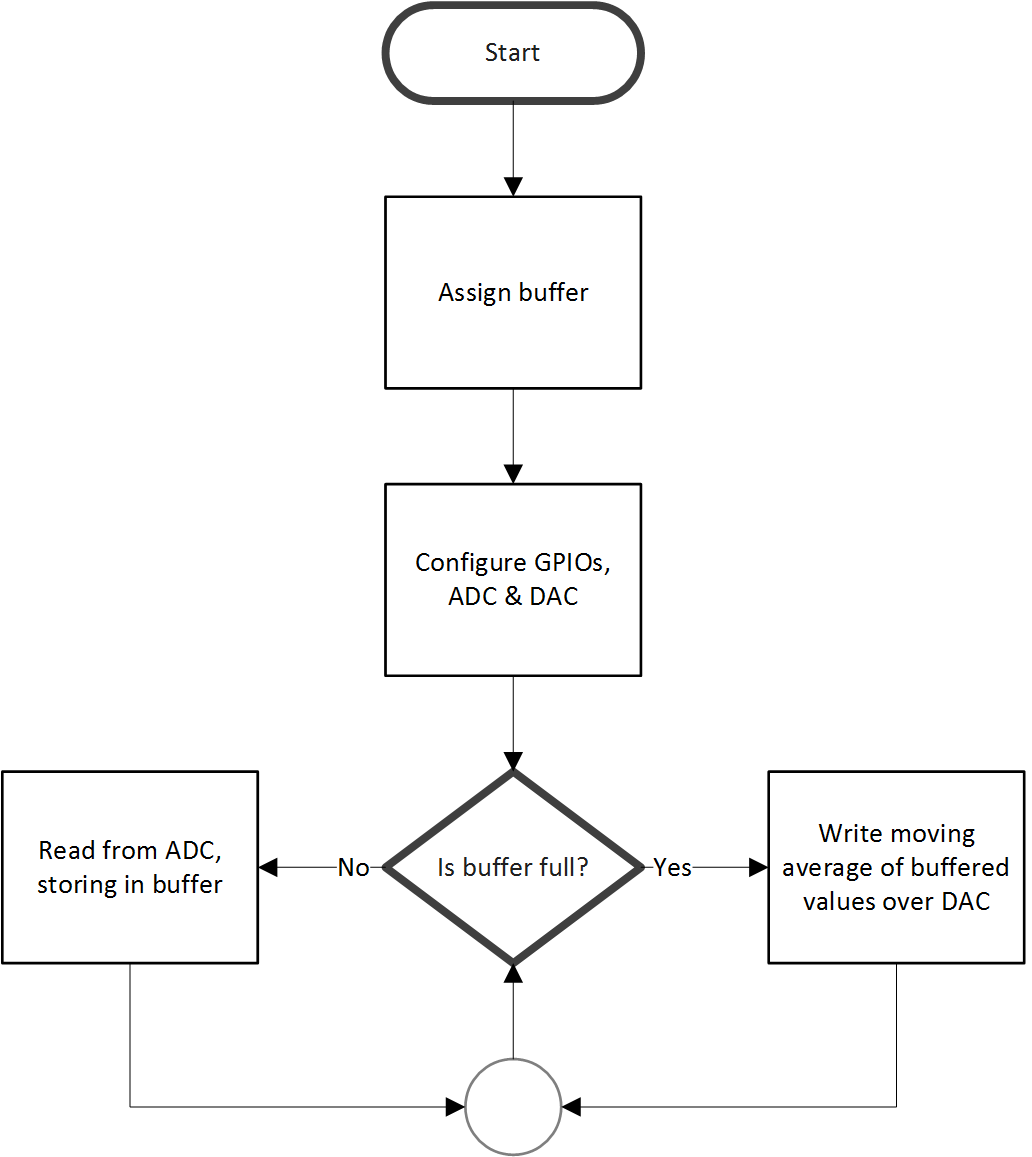 Start
Assign buffer
Configure GPIOs,
ADC & DAC
Read from ADC,
storing in buffer
No
Is buffer full?
Yes
Write moving
average of buffered
values over DAC